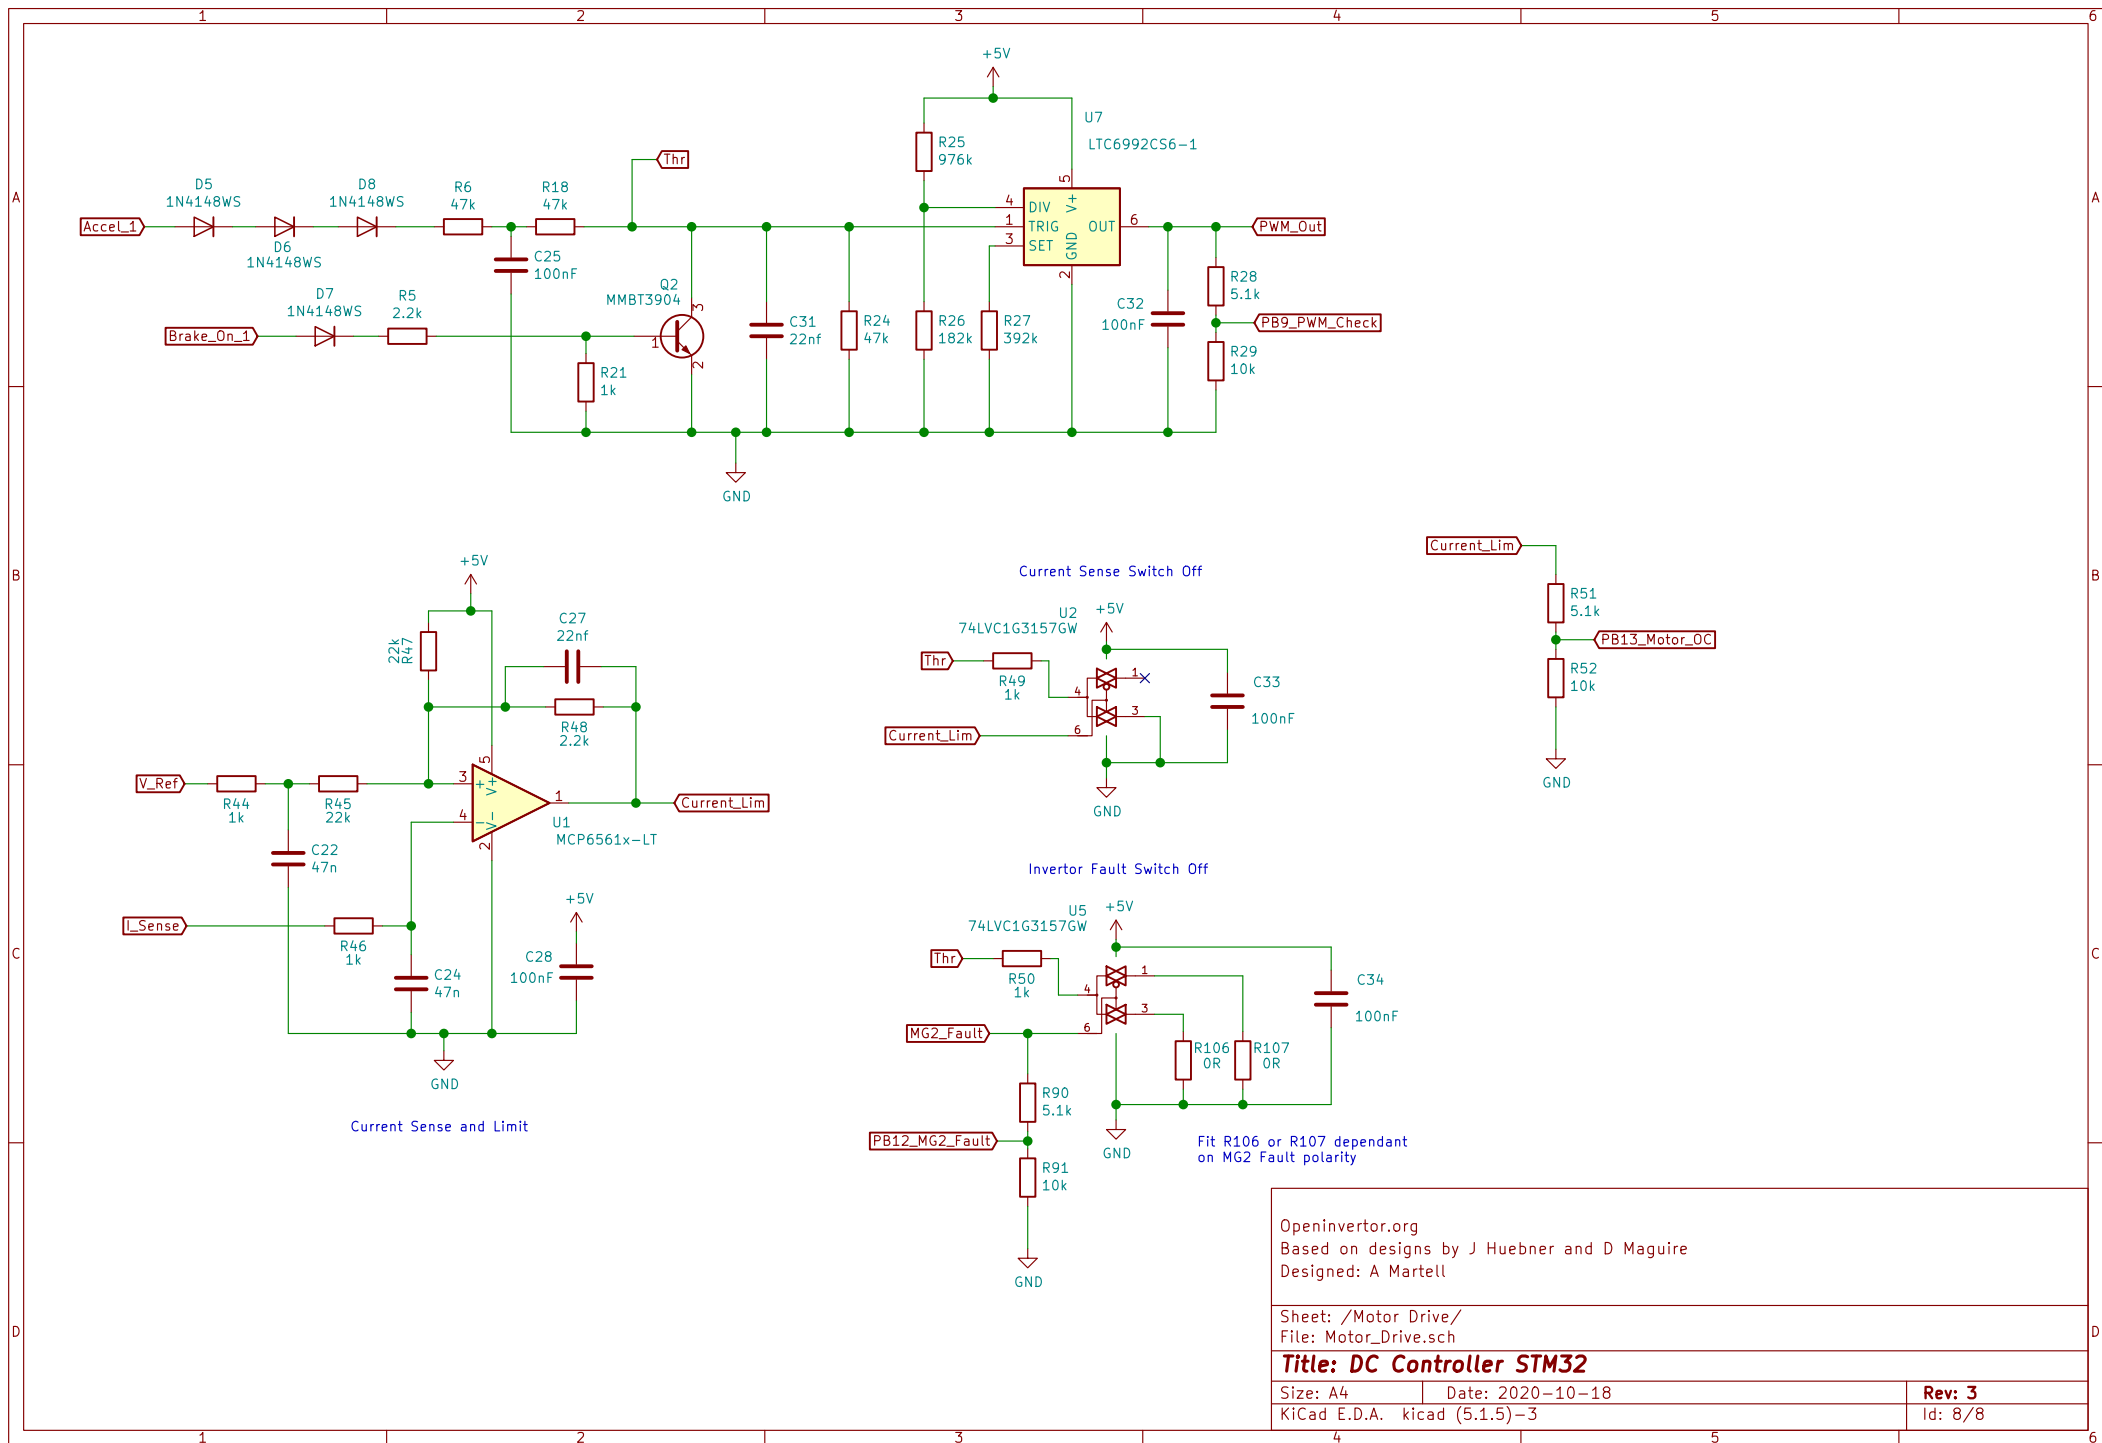 1 2 3 4 5 6
A
B
C
D
A
B
C
D
+5V
U7
LTC6992CS6-1
R25
976k
Thr
D5
1N4148WS
D8
1N4148WS
R6
47k
R18
47k
Accel_1
D6
1N4148WS
C25
100nF
4 DIV
1 TRIG
3 SET
V+
5
GND
2
OUT
6
PWM_Out
R28
5.1k
D7
1N4148WS
R5
2.2k
Q2
MMBT3904
3
1
2
Brake_On_1
R21
1k
C31
22nf
R24
47k
R26
182k
R27
392k
C32
100nF
PB9_PWM_Check
R29
10k
GND
+5V
22k
R47
C27
22nf
R48
2.2k
V_Ref
R44
1k
R45
22k
3
4
5
2
1
+
V+
V-
U1
MCP6561x-LT
Current_Lim
C22
47n
I_Sense
R46
1k
C24
47n
+5V
C28
100nF
GND
Current Sense and Limit
Current Sense Switch Off
U2
74LVC1G3157GW
+5V
Thr
R49
1k
4
1
3
6
Current_Lim
C33
100nF
GND
Current_Lim
R51
5.1k
PB13_Motor_OC
R52
10k
GND
Invertor Fault Switch Off
U5
74LVC1G3157GW
+5V
Thr
R50
1k
4
1
3
6
MG2_Fault
R106
0R
R107
0R
C34
100nF
R90
5.1k
PB12_MG2_Fault
R91
10k
GND
GND
Fit R106 or R107 dependant
on MG2 Fault polarity
Openinvertor.org
Based on designs by J Huebner and D Maguire
Designed: A Martell
Sheet: /Motor Drive/
File: Motor_Drive.sch
Title: DC Controller STM32
Size: A4 Date: 2020-10-18 Rev: 3
KiCad E.D.A. kicad (5.1.5)-3 Id: 8/8
1 2 3 4 5 6